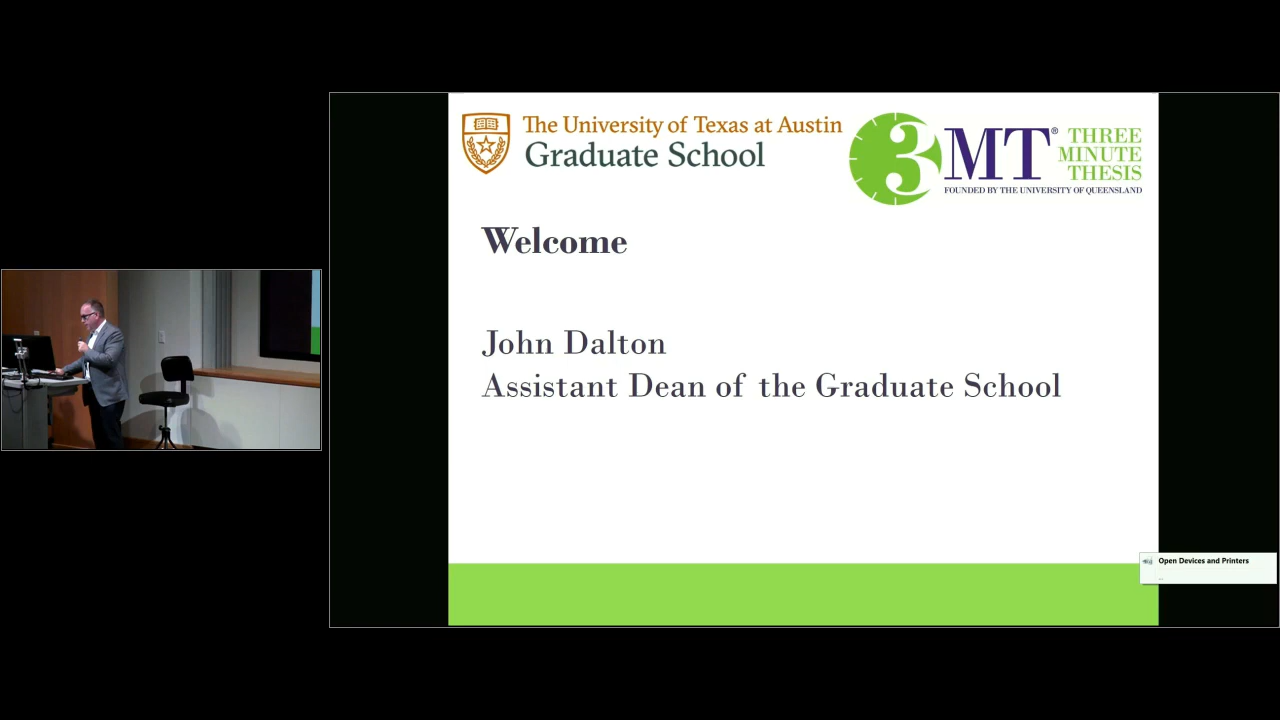 The University of Texas at Austin
Graduate School
3MT® THREE
MINUTE
THESIS
FOUNDED BY THE UNIVERSITY OF QUEENSLAND
Welcome
John Dalton
Assistant Dean of the Graduate School
Open Devices and Printers
...